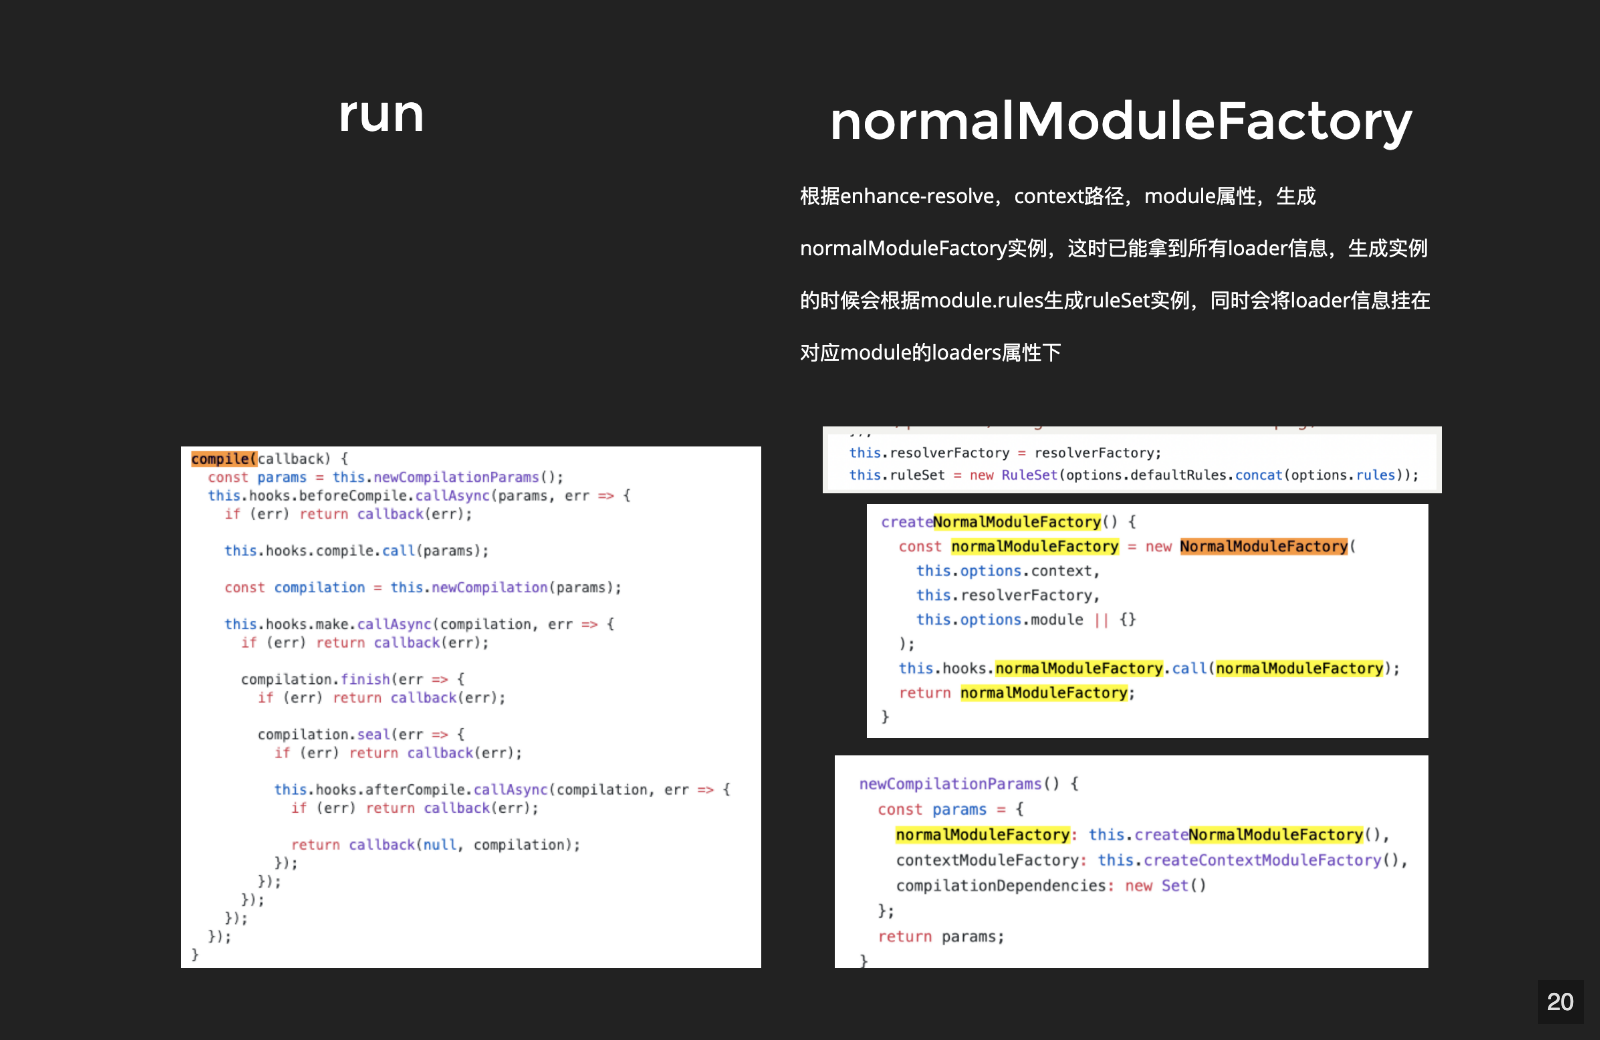 run
compile(callback) {
const params = this.newCompilationParams();
this.hooks.beforeCompile.callAsync(params, err => {
if (err) return callback(err);
this.hooks.compile.call(params);
const compilation = this.newCompilation(params);
this.hooks.make.callAsync(compilation, err => {
if (err) return callback(err);
compilation.finish(err => {
if (err) return callback(err);
compilation.seal(err => {
if (err) return callback(err);
this.hooks.afterCompile.callAsync(compilation, err => {
if (err) return callback(err);
return callback(null, compilation);
});
});
});
});
});
}
normalModuleFactory
根据enhance-resolve，context路径，module属性，生成
normalModuleFactory实例，这时已能拿到所有loader信息，生成实例
的时候会根据module.rules生成ruleSet实例，同时会将loader信息挂在
对应module的loaders属性下
this.resolverFactory = resolverFactory;
this.ruleSet = new RuleSet(options.defaultRules.concat(options.rules));
createNormalModuleFactory() {
const normalModuleFactory = new NormalModuleFactory(
this.options.context,
this.resolverFactory,
this.options.module || {}
);
this.hooks.normalModuleFactory.call(normalModuleFactory);
return normalModuleFactory;
}
newCompilationParams() {
const params = {
normalModuleFactory: this.createNormalModuleFactory(),
contextModuleFactory: this.createContextModuleFactory(),
compilationDependencies: new Set()
};
return params;
}
20